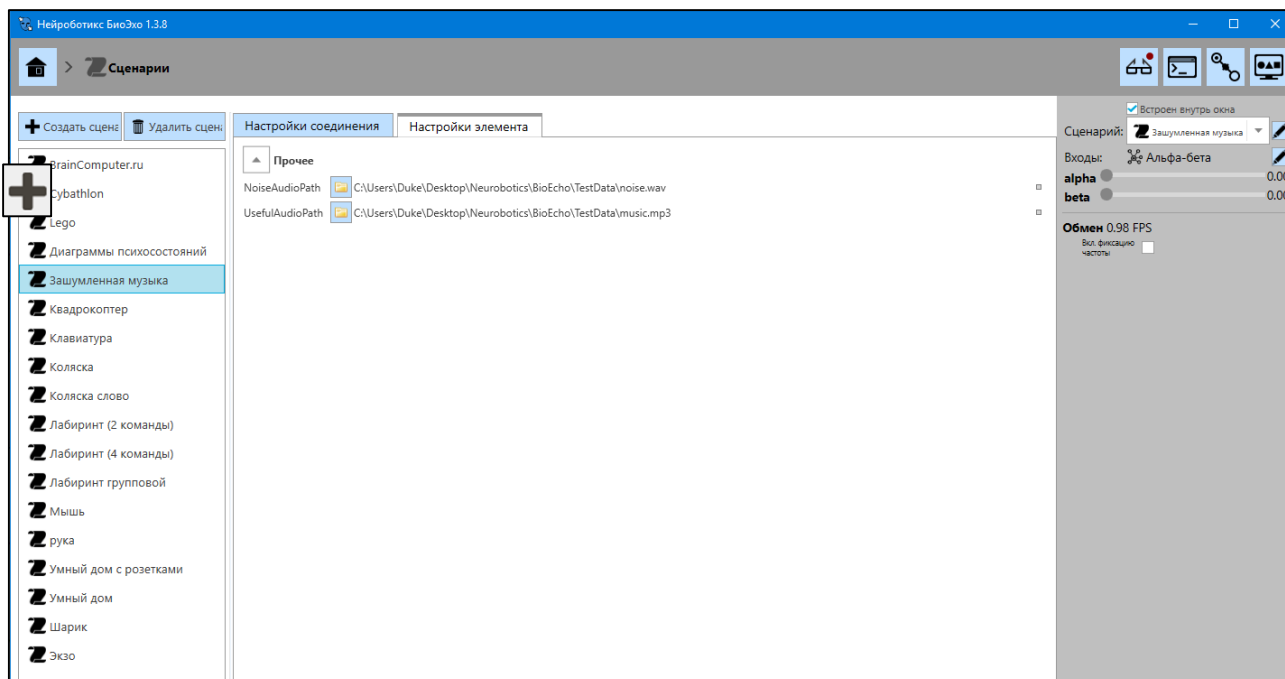 Нейроботикс БиоЭхо 1.3.8
> Сценарии
Создать сцена Удалить сцена
Настройки соединения Настройки элемента
BrainComputer.ru
Cybathlon
Lego
Диаграммы психосостояний
Зашумленная музыка
Квадрокоптер
Клавиатура
Коляска
Коляска слово
Лабиринт (2 команды)
Лабиринт (4 команды)
Лабиринт групповой
Мышь
рука
Умный дом с розетками
Умный дом
Шарик
Экзо
Прочее
NoiseAudioPath C:\Users\Duke\Desktop\Neurobotics\BioEcho\TestData\noise.wav
UsefulAudioPath C:\Users\Duke\Desktop\Neurobotics\BioEcho\TestData\music.mp3
Встроен внутрь окна
Сценарий: Зашумленная музыка
Входы: Альфа-бета
alpha 0.00
beta 0.00
Обмен 0.98 FPS
Вкл. фиксацию
частоты